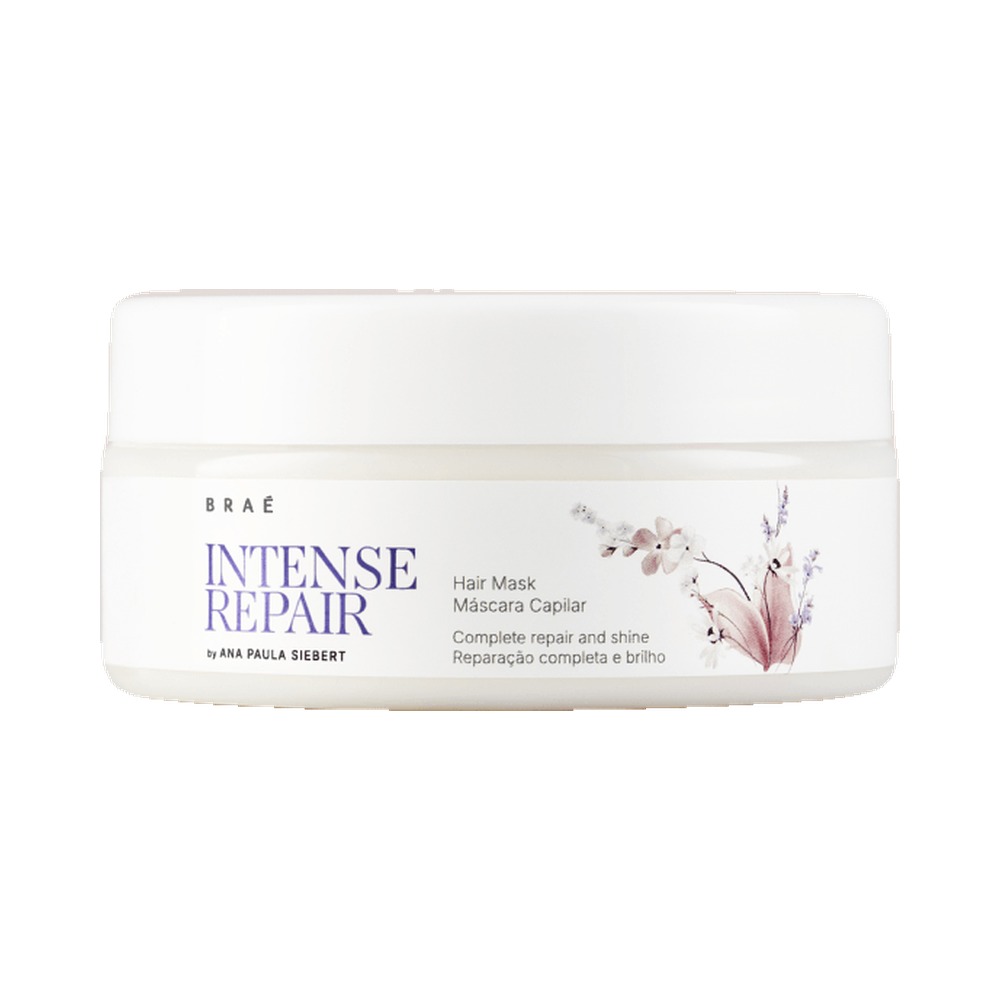 BRAÉ
INTENSE
REPAIR
by ANA PAULA SIEBERT
Hair Mask
Máscara Capilar
Complete repair and shine
Reparação completa e brilho